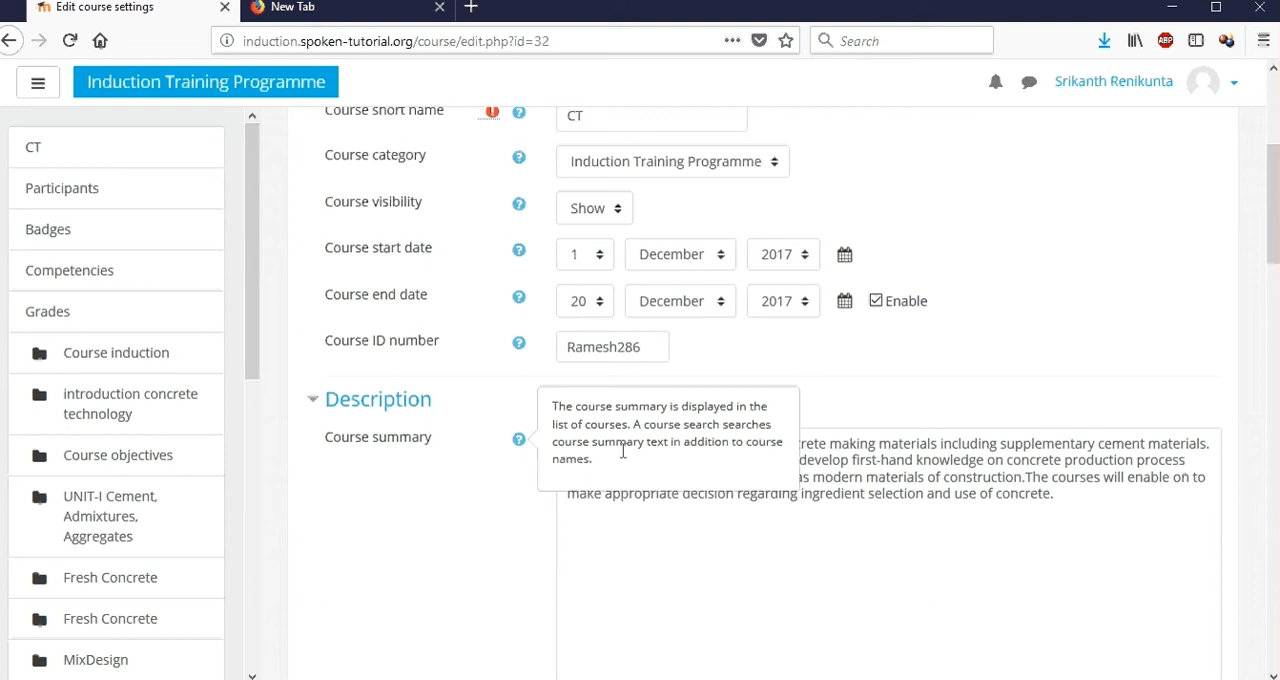 Edit course settings
New Tab
induction.spoken-tutorial.org/course/edit.php?id=32
Search
ABP
Induction Training Programme
Srikanth Renikunta
CT
Participants
Badges
Competencies
Grades
Course induction
introduction concrete
technology
Course objectives
UNIT-I Cement,
Admixtures,
Aggregates
Fresh Concrete
Fresh Concrete
MixDesign
Course short name
CT
Course category
Induction Training Programme
Course visibility
Show
Course start date
1 December 2017
Course end date
20 December 2017 Enable
Course ID number
Ramesh286
Description
Course summary
The course summary is displayed in the
list of courses. A course search searches
course summary text in addition to course
names.
crete making materials including supplementary cement materials.
develop first-hand knowledge on concrete production process
as modern materials of construction.The courses will enable on to
make appropriate decision regarding ingredient selection and use of concrete.